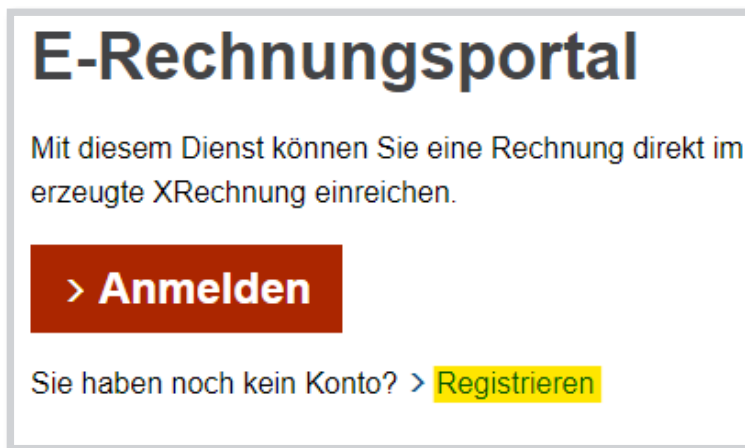 E-Rechnungsportal
Mit diesem Dienst können Sie eine Rechnung direkt im
erzeugte XRechnung einreichen.
> Anmelden
Sie haben noch kein Konto? > Registrieren